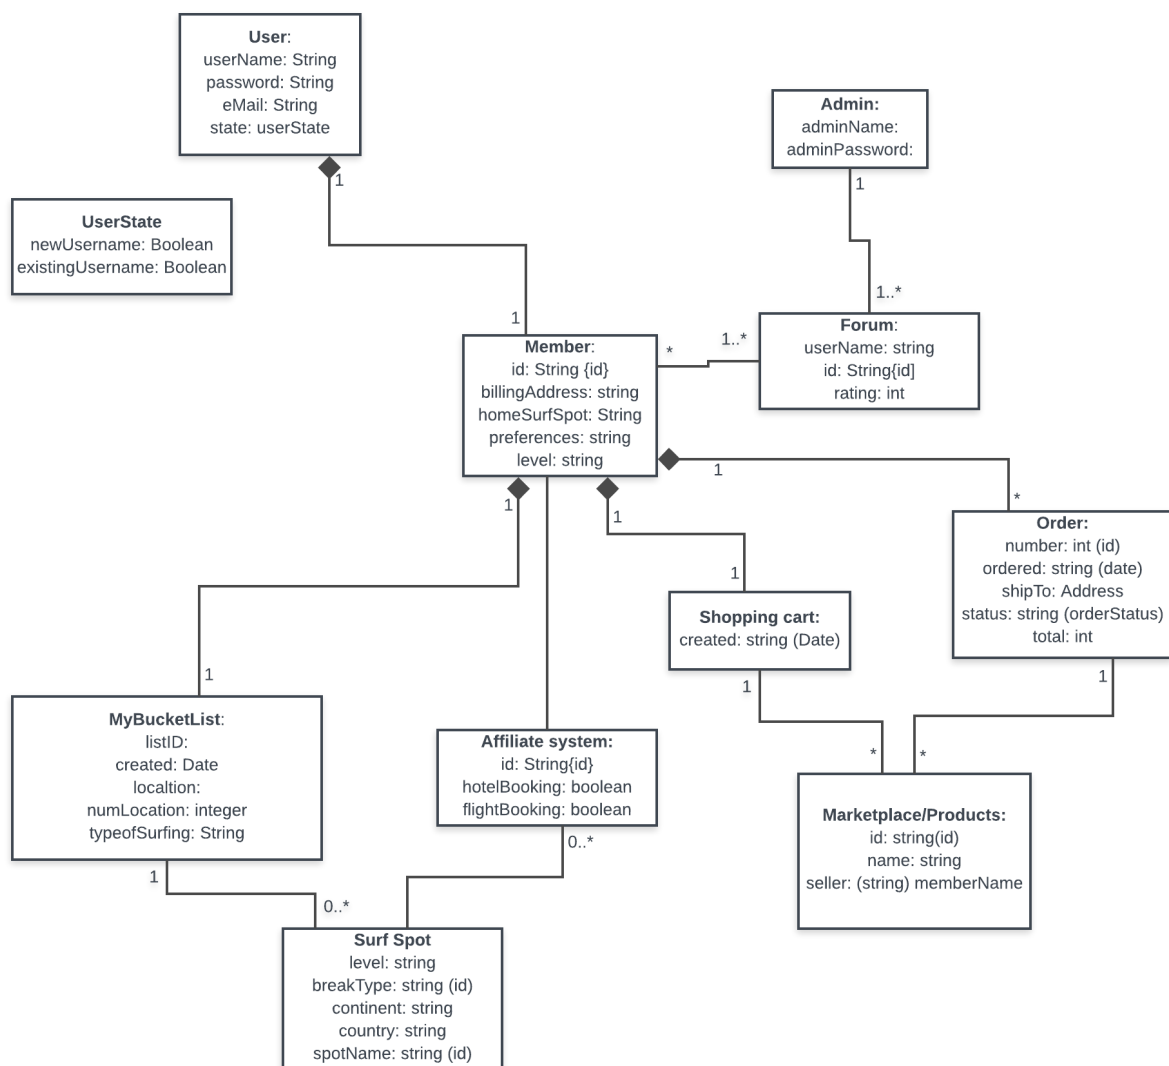 User:
userName: String
password: String
eMail: String
state: userState
1
UserState
newUsername: Boolean
existingUsername: Boolean
Admin:
adminName:
adminPassword:
1
1..*
1
Member:
id: String {id}
billingAddress: string
homeSurfSpot: String
preferences: string
level: string
*
1..*
Forum:
userName: string
id: String{id]
rating: int
1
*
1
1
1
Order:
number: int (id)
ordered: string (date)
shipTo: Address
status: string (orderStatus)
total: int
1
Shopping cart:
created: string (Date)
1
1
*
*
1
MyBucketList:
listID:
created: Date
localtion:
numLocation: integer
typeofSurfing: String
Affiliate system:
id: String{id}
hotelBooking: boolean
flightBooking: boolean
Marketplace/Products:
id: string(id)
name: string
seller: (string) memberName
0..*
1
0..*
Surf Spot
level: string
breakType: string (id)
continent: string
country: string
spotName: string (id)